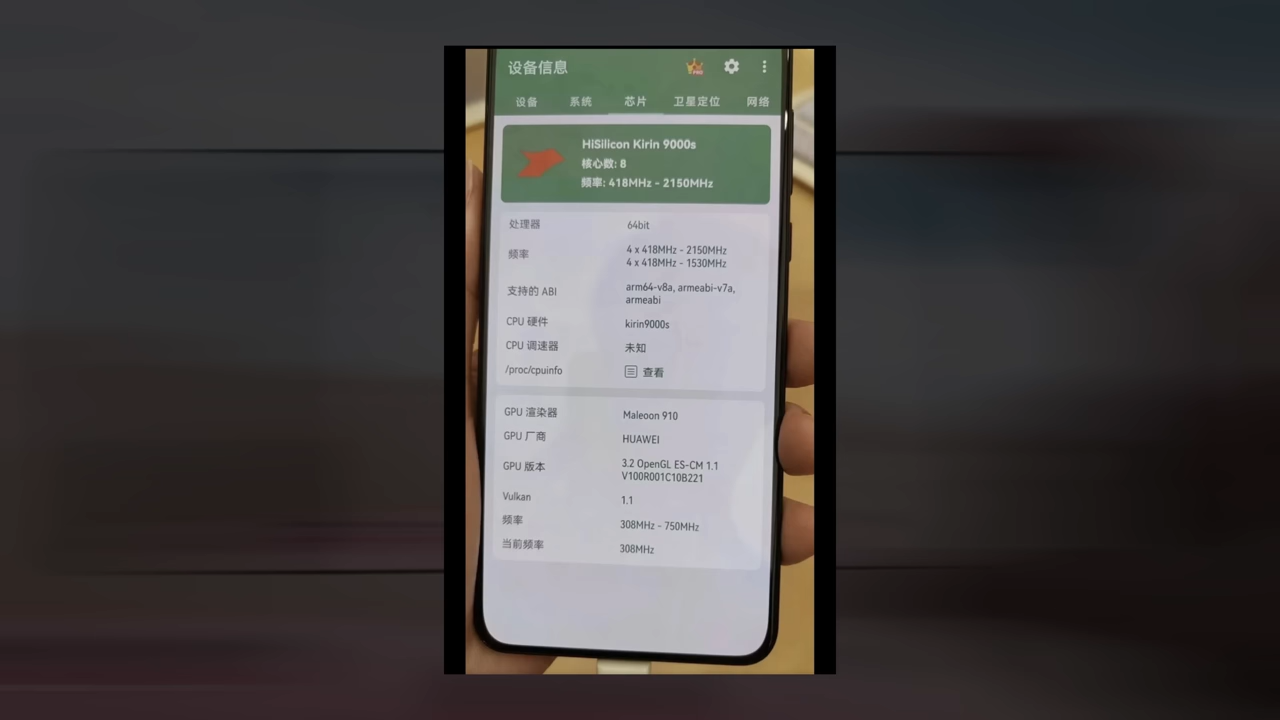 设备信息
PRO
设备 系统 芯片 卫星定位 网络
HiSilicon Kirin 9000s
核心数: 8
频率: 418MHz - 2150MHz
处理器 64bit
频率 4 x 418MHz - 2150MHz
4 x 418MHz - 1530MHz
支持的 ABI arm64-v8a, armeabi-v7a,
armeabi
CPU 硬件 kirin9000s
CPU 调速器 未知
/proc/cpuinfo 查看
GPU 渲染器 Maleoon 910
GPU 厂商 HUAWEI
GPU 版本 3.2 OpenGL ES-CM 1.1
V100R001C10B221
Vulkan 1.1
频率 308MHz - 750MHz
当前频率 308MHz